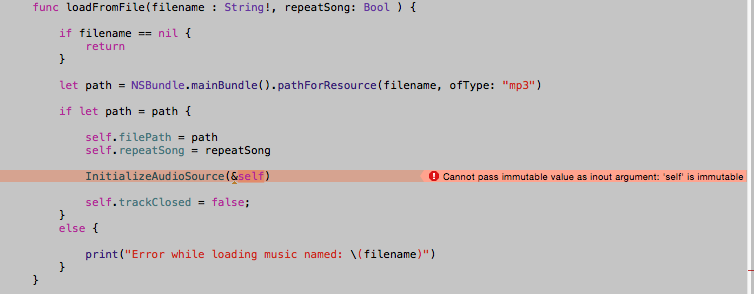 func loadFromFile(filename : String!, repeatSong: Bool ) {
if filename == nil {
return
}
let path = NSBundle.mainBundle().pathForResource(filename, ofType: "mp3")
if let path = path {
self.filePath = path
self.repeatSong = repeatSong
InitializeAudioSource(&self) Cannot pass immutable value as inout argument: 'self' is immutable
self.trackClosed = false;
}
else {
print("Error while loading music named: \(filename)")
}
}